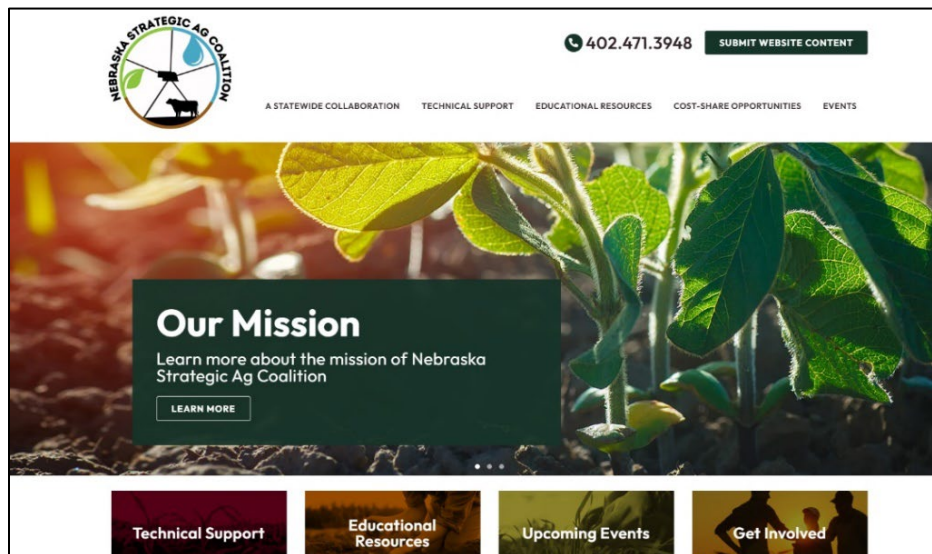 NEBRASKA STRATEGIC AG COALITION
402.471.3948
SUBMIT WEBSITE CONTENT
A STATEWIDE COLLABORATION
TECHNICAL SUPPORT
EDUCATIONAL RESOURCES
COST-SHARE OPPORTUNITIES
EVENTS
Our Mission
Learn more about the mission of Nebraska
Strategic Ag Coalition
LEARN MORE
Technical Support
Educational
Resources
Upcoming Events
Get Involved